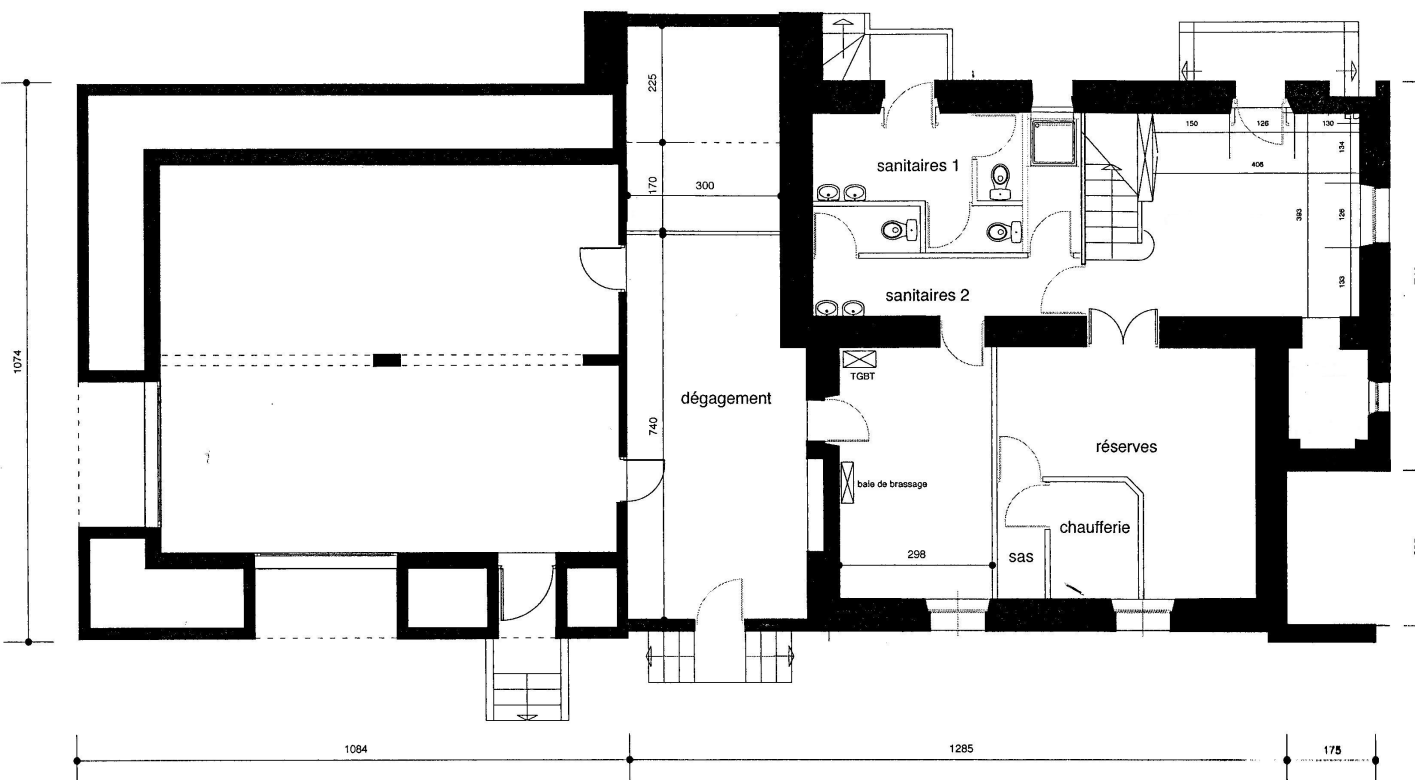 225
170
300
740
1074
sanitaires 1
sanitaires 2
150
126
130
134
406
393
126
133
dégagement
TGBT
baie de brassage
réserves
chaufferie
sas
298
1084
1285
175